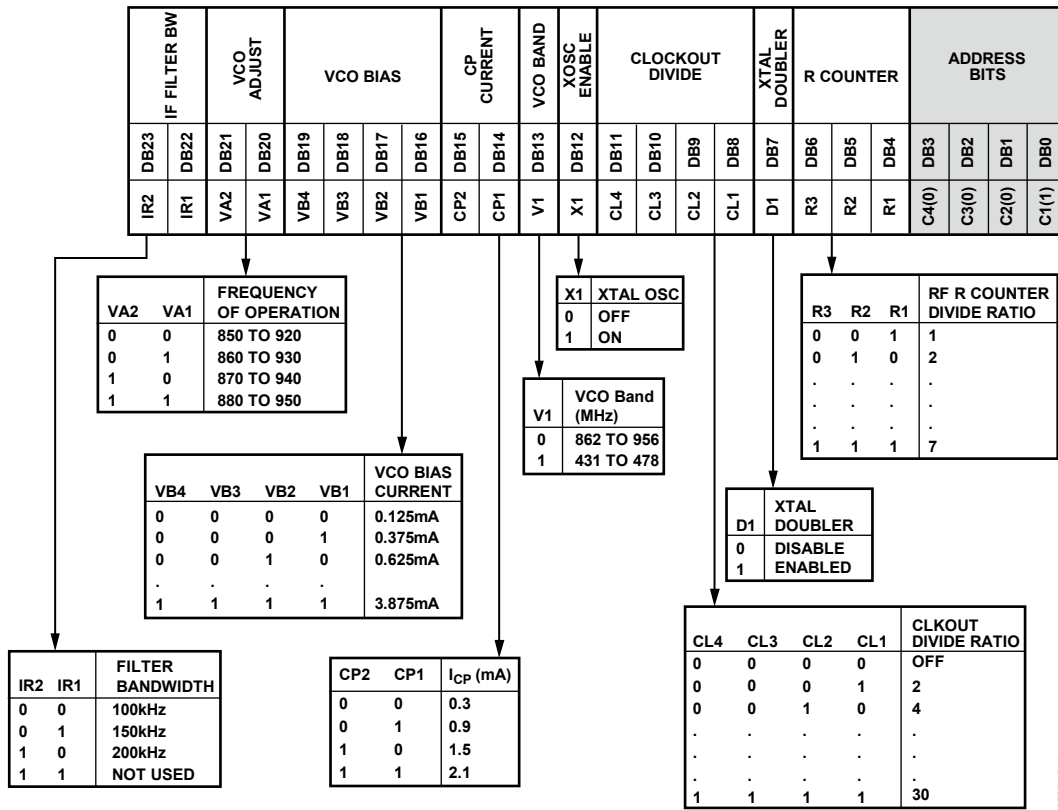 IF FILTER BW
VCO ADJUST
VCO BIAS
CP CURRENT
VCO BAND
XOSC ENABLE
CLOCKOUT DIVIDE
XTAL DOUBLER
R COUNTER
ADDRESS BITS
DB23 DB22 DB21 DB20 DB19 DB18 DB17 DB16 DB15 DB14 DB13 DB12 DB11 DB10 DB9 DB8 DB7 DB6 DB5 DB4 DB3 DB2 DB1 DB0
IR2 IR1 VA2 VA1 VB4 VB3 VB2 VB1 CP2 CP1 V1 X1 CL4 CL3 CL2 CL1 D1 R3 R2 R1 C4(0) C3(0) C2(0) C1(1)
VA2 VA1 FREQUENCY OF OPERATION
0 0 850 TO 920
0 1 860 TO 930
1 0 870 TO 940
1 1 880 TO 950
X1 XTAL OSC
0 OFF
1 ON
R3 R2 R1 RF R COUNTER DIVIDE RATIO
0 0 1 1
0 1 0 2
. . . .
. . . .
. . . .
1 1 1 7
V1 VCO Band (MHz)
0 862 TO 956
1 431 TO 478
VB4 VB3 VB2 VB1 VCO BIAS CURRENT
0 0 0 0 0.125mA
0 0 0 1 0.375mA
0 0 1 0 0.625mA
. . .
1 1 1 1 3.875mA
D1 XTAL DOUBLER
0 DISABLE
1 ENABLED
IR2 IR1 FILTER BANDWIDTH
0 0 100kHz
0 1 150kHz
1 0 200kHz
1 1 NOT USED
CP2 CP1 ICP (mA)
0 0 0.3
0 1 0.9
1 0 1.5
1 1 2.1
CL4 CL3 CL2 CL1 CLKOUT DIVIDE RATIO
0 0 0 0 OFF
0 0 0 1 2
0 0 1 0 4
. . . . .
. . . . .
. . . . .
1 1 1 1 30